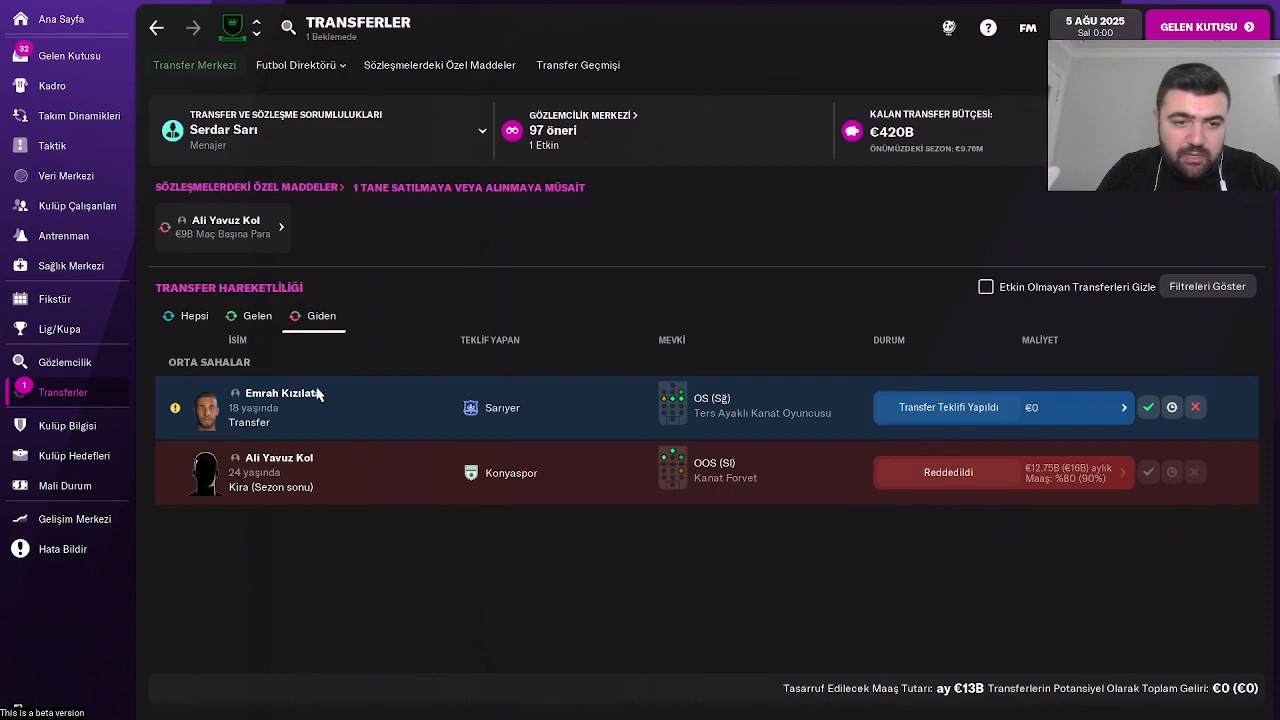 Ana Sayfa
32
Gelen Kutusu
Kadro
Takım Dinamikleri
Taktik
Veri Merkezi
Kulüp Çalışanları
Antrenman
Sağlık Merkezi
Fikstür
Lig/Kupa
Gözlemcilik
1
Transferler
Kulüp Bilgisi
Kulüp Hedefleri
Mali Durum
Gelişim Merkezi
Hata Bildir
This is a beta version
TRANSFERLER
1 Beklemede
FM
5 AĞU 2025
Sal 0:00
GELEN KUTUSU
Transfer Merkezi
Futbol Direktörü
Sözleşmelerdeki Özel Maddeler
Transfer Geçmişi
TRANSFER VE SÖZLEŞME SORUMLULUKLARI
Serdar Sarı
Menajer
GÖZLEMCİLİK MERKEZİ >
97 öneri
1 Etkin
KALAN TRANSFER BÜTÇESİ:
€420B
ÖNÜMÜZDEKİ SEZON: €9.76M
SÖZLEŞMELERDEKİ ÖZEL MADDELER > 1 TANE SATILMAYA VEYA ALINMAYA MÜSAİT
Ali Yavuz Kol
€9B Maç Başına Para
TRANSFER HAREKETLİLİĞİ
Etkin Olmayan Transferleri Gizle
Filtreleri Göster
Hepsi
Gelen
Giden
İSİM
TEKLİF YAPAN
MEVKİ
DURUM
MALİYET
ORTA SAHALAR
Emrah Kızılata
18 yaşında
Transfer
Sarıyer
OS (Sğ)
Ters Ayaklı Kanat Oyuncusu
Transfer Teklifi Yapıldı
€0
Ali Yavuz Kol
24 yaşında
Kira (Sezon sonu)
Konyaspor
OOS (Sl)
Kanat Forvet
Reddedildi
€12.75B (€16B) aylık
Maaş: %80 (90%)
Tasarruf Edilecek Maaş Tutarı: ay €13B Transferlerin Potansiyel Olarak Toplam Geliri: €0 (€0)